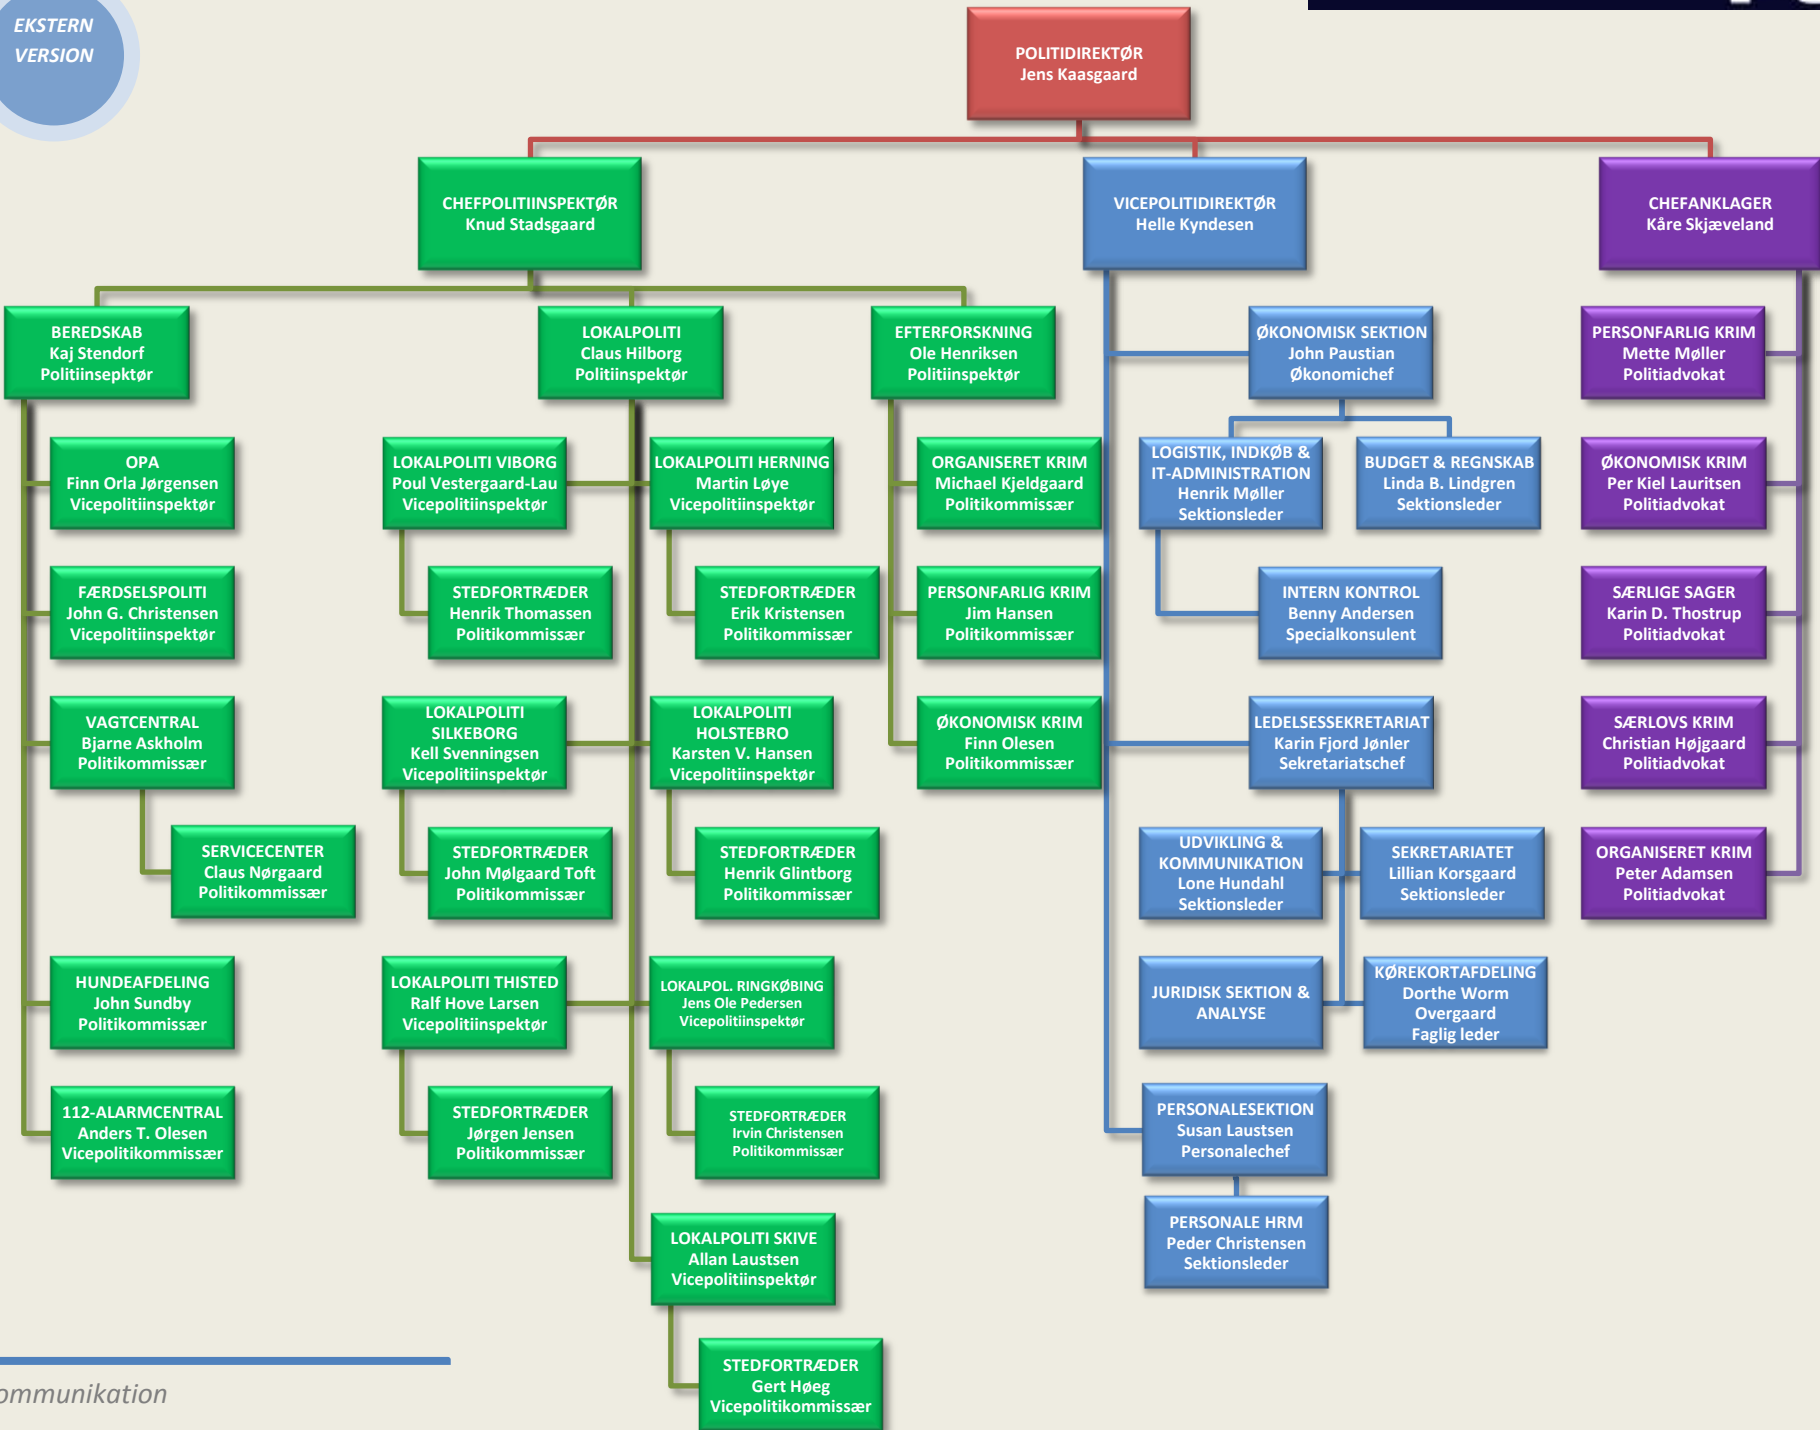 EKSTERN
VERSION
POLITIDIREKTØR
Jens Kaasgaard
CHEFPOLITIINSPEKTØR
Knud Stadsgaard
VICEPOLITIDIREKTØR
Helle Kyndesen
CHEFANKLAGER
Kåre Skjæveland
BEREDSKAB
Kaj Stendorf
Politiinsepktør
LOKALPOLITI
Claus Hilborg
Politiinspektør
EFTERFORSKNING
Ole Henriksen
Politiinspektør
ØKONOMISK SEKTION
John Paustian
Økonomichef
PERSONFARLIG KRIM
Mette Møller
Politiadvokat
OPA
Finn Orla Jørgensen
Vicepolitiinspektør
LOKALPOLITI VIBORG
Poul Vestergaard-Lau
Vicepolitiinspektør
LOKALPOLITI HERNING
Martin Løye
Vicepolitiinspektør
ORGANISERET KRIM
Michael Kjeldgaard
Politikommissær
LOGISTIK, INDKØB &
IT-ADMINISTRATION
Henrik Møller
Sektionsleder
BUDGET & REGNSKAB
Linda B. Lindgren
Sektionsleder
ØKONOMISK KRIM
Per Kiel Lauritsen
Politiadvokat
FÆRDSELSPOLITI
John G. Christensen
Vicepolitiinspektør
STEDFORTRÆDER
Henrik Thomassen
Politikommissær
STEDFORTRÆDER
Erik Kristensen
Politikommissær
PERSONFARLIG KRIM
Jim Hansen
Politikommissær
INTERN KONTROL
Benny Andersen
Specialkonsulent
SÆRLIGE SAGER
Karin D. Thostrup
Politiadvokat
VAGTCENTRAL
Bjarne Askholm
Politikommissær
LOKALPOLITI
SILKEBORG
Kell Svenningsen
Vicepolitiinspektør
LOKALPOLITI
HOLSTEBRO
Karsten V. Hansen
Vicepolitiinspektør
ØKONOMISK KRIM
Finn Olesen
Politikommissær
LEDELSESSEKRETARIAT
Karin Fjord Jønler
Sekretariatschef
SÆRLOVS KRIM
Christian Højgaard
Politiadvokat
SERVICECENTER
Claus Nørgaard
Politikommissær
STEDFORTRÆDER
John Mølgaard Toft
Politikommissær
STEDFORTRÆDER
Henrik Glintborg
Politikommissær
UDVIKLING &
KOMMUNIKATION
Lone Hundahl
Sektionsleder
SEKRETARIATET
Lillian Korsgaard
Sektionsleder
ORGANISERET KRIM
Peter Adamsen
Politiadvokat
HUNDEAFDELING
John Sundby
Politikommissær
LOKALPOLITI THISTED
Ralf Hove Larsen
Vicepolitiinspektør
LOKALPOL. RINGKØBING
Jens Ole Pedersen
Vicepolitiinspektør
JURIDISK SEKTION &
ANALYSE
KØREKORTAFDELING
Dorthe Worm
Overgaard
Faglig leder
112-ALARMCENTRAL
Anders T. Olesen
Vicepolitikommissær
STEDFORTRÆDER
Jørgen Jensen
Politikommissær
STEDFORTRÆDER
Irvin Christensen
Politikommissær
PERSONALESEKTION
Susan Laustsen
Personalechef
LOKALPOLITI SKIVE
Allan Laustsen
Vicepolitiinspektør
PERSONALE HRM
Peder Christensen
Sektionsleder
STEDFORTRÆDER
Gert Høeg
Vicepolitikommissær
ommunikation